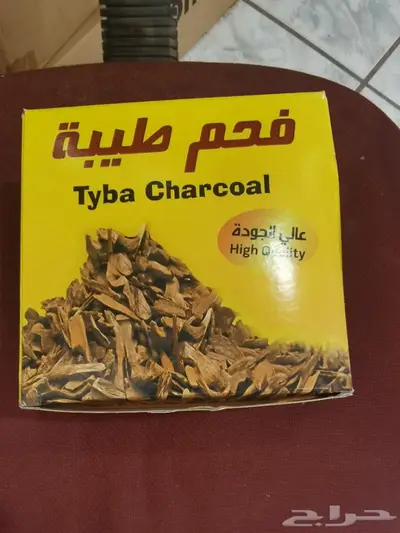 فحم طيبة
Tyba Charcoal
عالي الجودة
High Quality
حراج